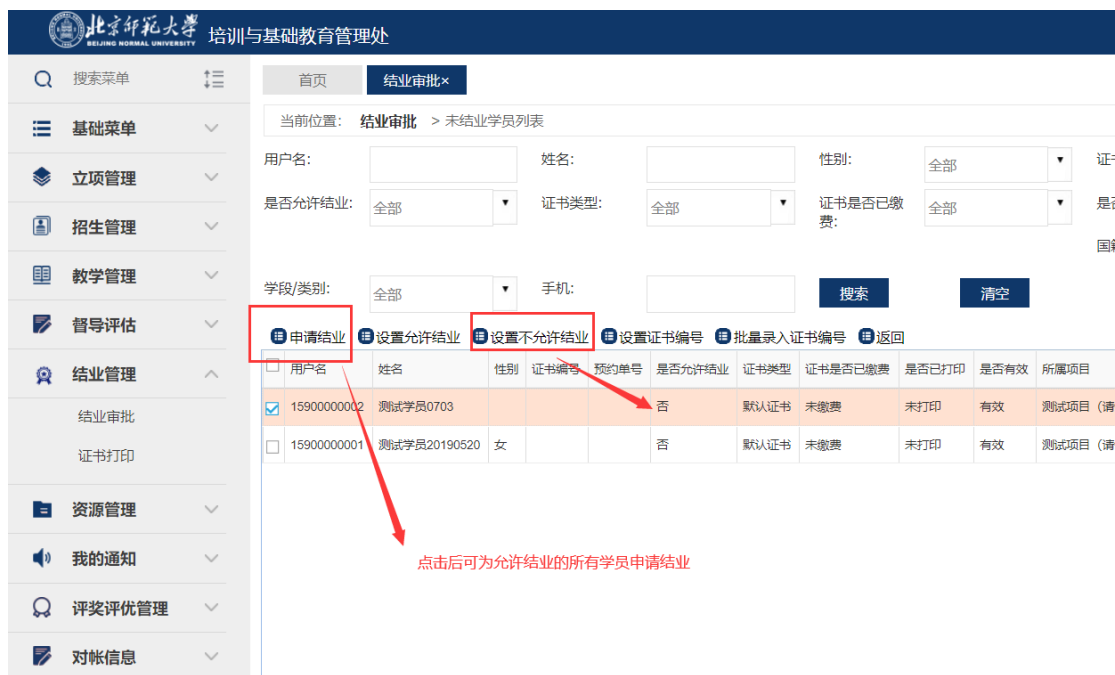 北京师范大学
BEIJING NORMAL UNIVERSITY
培训与基础教育管理处
搜索菜单
首页 结业审批×
基础菜单
当前位置: 结业审批 > 未结业学员列表
立项管理
用户名: 姓名: 性别: 全部
是否允许结业: 全部 证书类型: 全部 证书是否已缴费: 全部
招生管理
教学管理
学段/类别: 全部 手机: 搜索 清空
督导评估
申请结业 设置允许结业 设置不允许结业 设置证书编号 批量录入证书编号 返回
结业管理
用户名 姓名 性别 证书编号 预约单号 是否允许结业 证书类型 证书是否已缴费 是否已打印 是否有效 所属项目
结业审批
15900000002 测试学员0703 否 默认证书 未缴费 未打印 有效 测试项目（请
证书打印
15900000001 测试学员20190520 女 否 默认证书 未缴费 未打印 有效 测试项目（请
资源管理
我的通知
点击后可为允许结业的所有学员申请结业
评奖评优管理
对帐信息